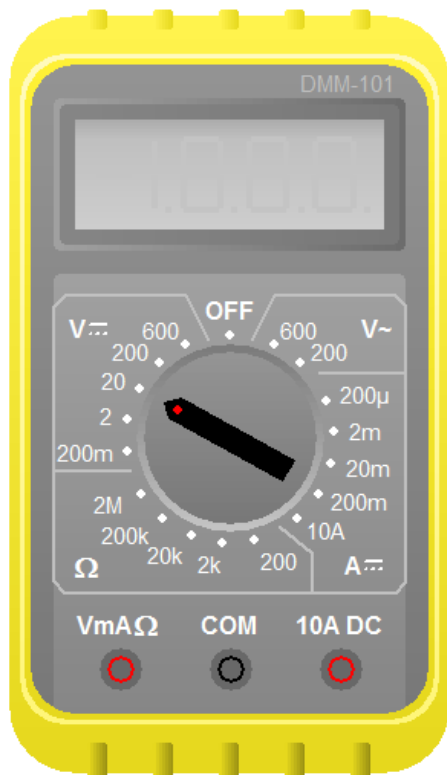 DMM-101
1.8.8.8.
OFF
V⎓ 600 600 V~
200 200
20 200µ
2 2m
200m 20m
2M 200m
200k 10A
20k 2k 200
Ω A⎓
VmAΩ COM 10A DC